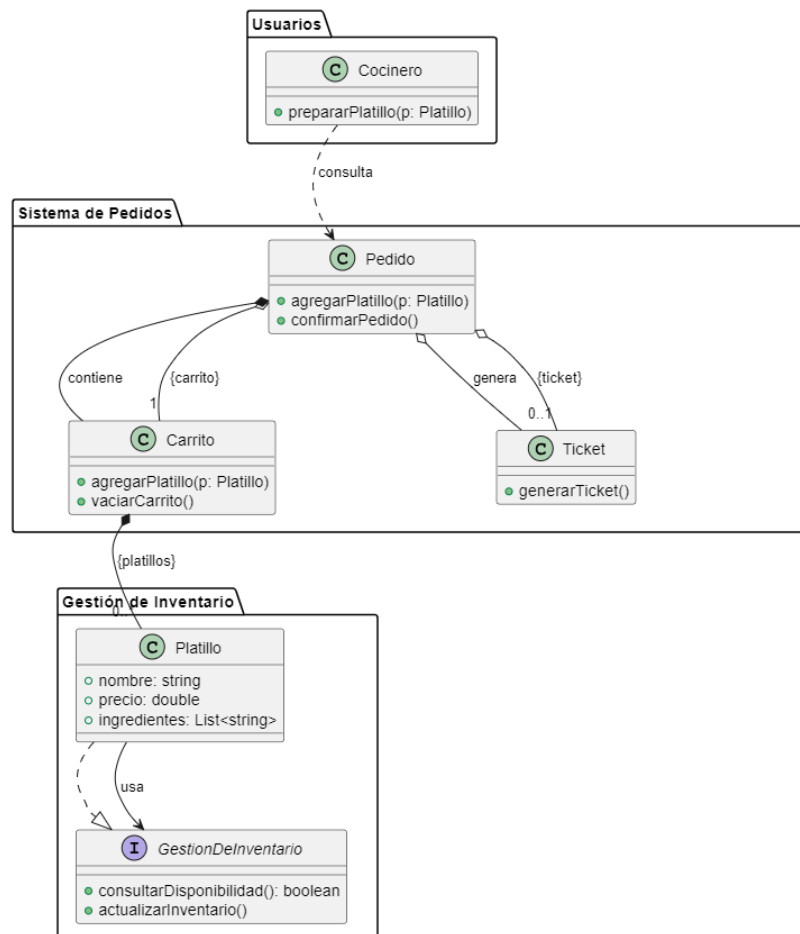 Usuarios
C Cocinero
prepararPlatillo(p: Platillo)
consulta
Sistema de Pedidos
C Pedido
agregarPlatillo(p: Platillo)
confirmarPedido()
contiene
{carrito}
genera
{ticket}
1
0..1
C Carrito
agregarPlatillo(p: Platillo)
vaciarCarrito()
C Ticket
generarTicket()
{platillos}
Gestión de Inventario
C Platillo
nombre: string
precio: double
ingredientes: List<string>
usa
I GestionDeInventario
consultarDisponibilidad(): boolean
actualizarInventario()